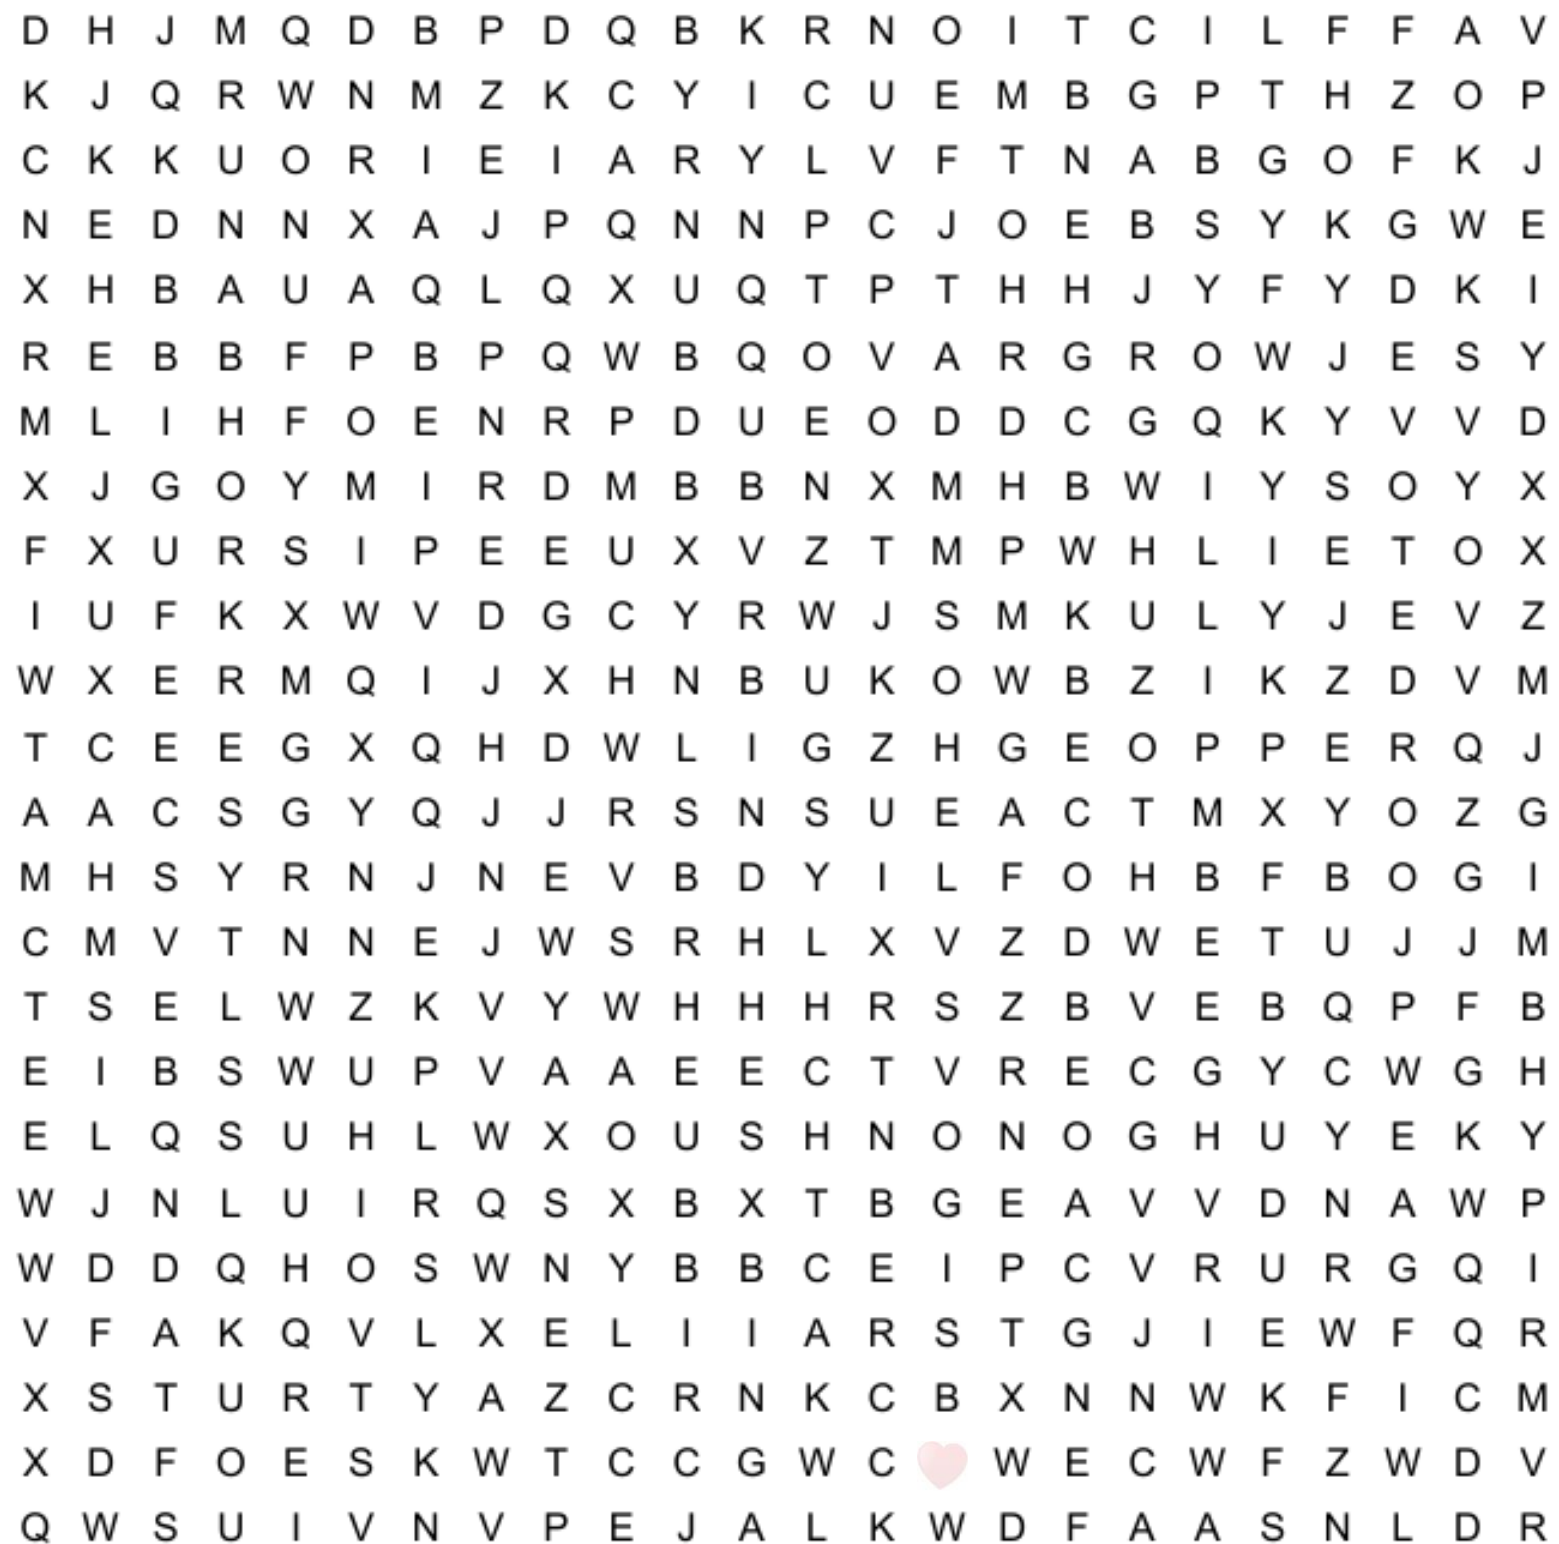 D H J M Q D B P D Q B K R N O I T C I L F F A V
K J Q R W N M Z K C Y I C U E M B G P T H Z O P
C K K U O R I E I A R Y L V F T N A B G O F K J
N E D N N X A J P Q N N P C J O E B S Y K G W E
X H B A U A Q L Q X U Q T P T H H J Y F Y D K I
R E B B F P B P Q W B Q O V A R G R O W J E S Y
M L I H F O E N R P D U E O D D C G Q K Y V V D
X J G O Y M I R D M B B N X M H B W I Y S O Y X
F X U R S I P E E U X V Z T M P W H L I E T O X
I U F K X W V D G C Y R W J S M K U L Y J E V Z
W X E R M Q I J X H N B U K O W B Z I K Z D V M
T C E E G X Q H D W L I G Z H G E O P P E R Q J
A A C S G Y Q J J R S N S U E A C T M X Y O Z G
M H S Y R N J N E V B D Y I L F O H B F B O G I
C M V T N N E J W S R H L X V Z D W E T U J J M
T S E L W Z K V Y W H H H R S Z B V E B Q P F B
E I B S W U P V A A E E C T V R E C G Y C W G H
E L Q S U H L W X O U S H N O N O G H U Y E K Y
W J N L U I R Q S X B X T B G E A V V D N A W P
W D D Q H O S W N Y B B C E I P C V R U R G Q I
V F A K Q V L X E L I I A R S T G J I E W F Q R
X S T U R T Y A Z C R N K C B X N N W K F I C M
X D F O E S K W T C C G W C W E C W F Z W D V
Q W S U I V N V P E J A L K W D F A A S N L D R